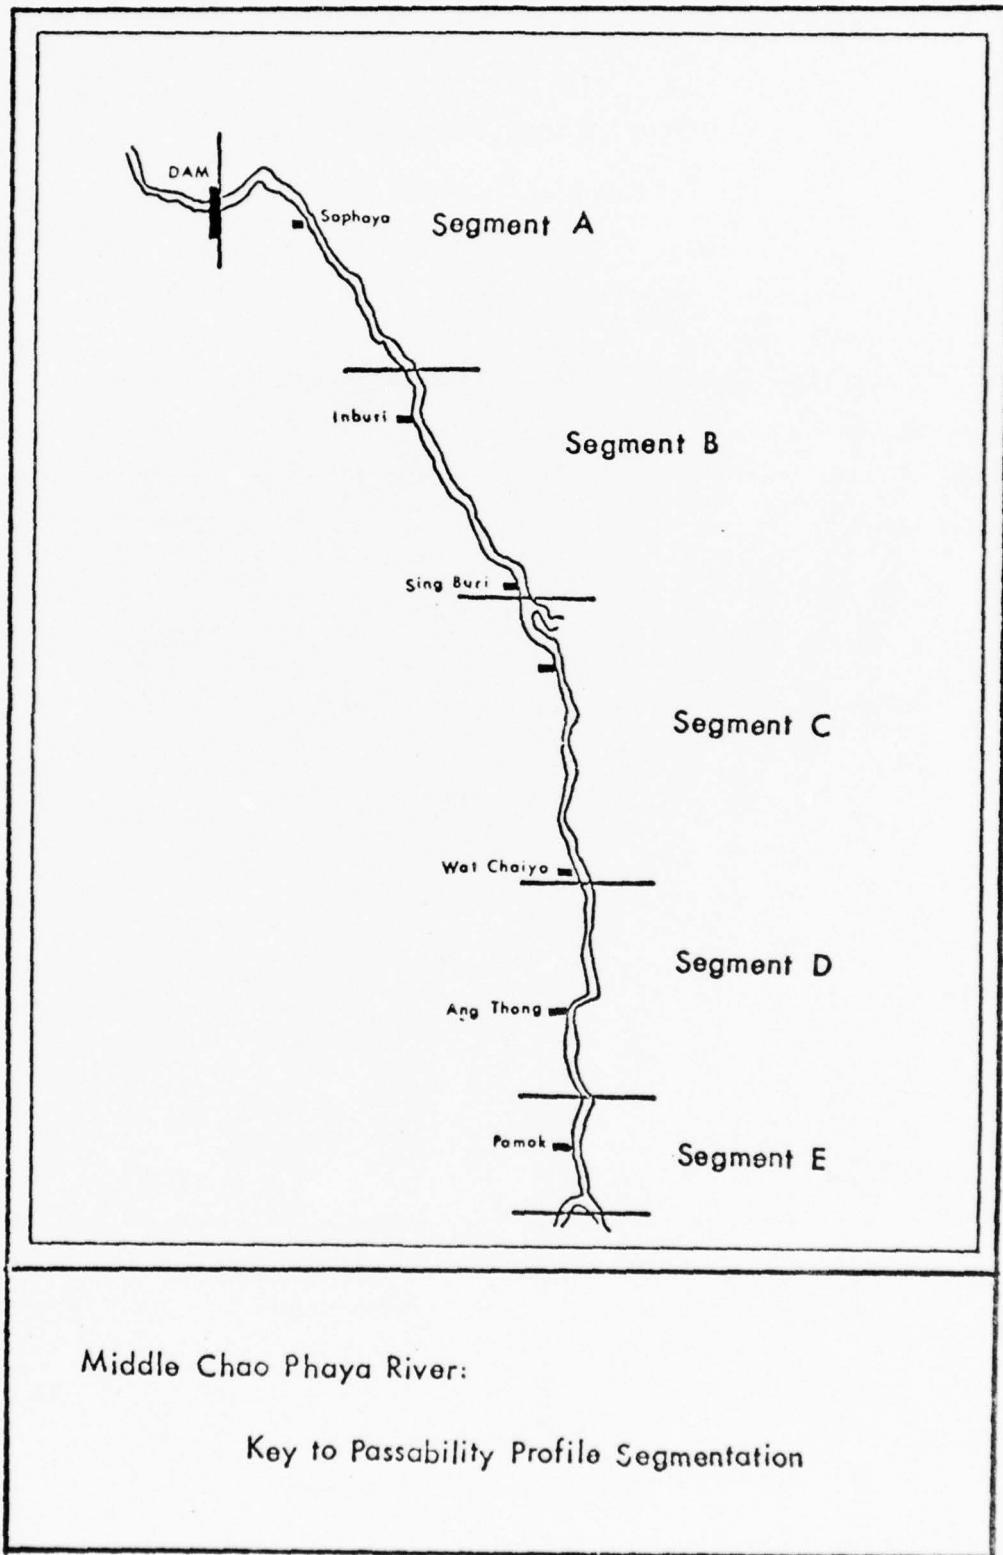 DAM
Saphaya
Segment A
Inburi
Segment B
Sing Buri
Segment C
Wat Chaiyo
Segment D
Ang Thong
Pamok
Segment E
Middle Chao Phaya River:
Key to Passability Profile Segmentation